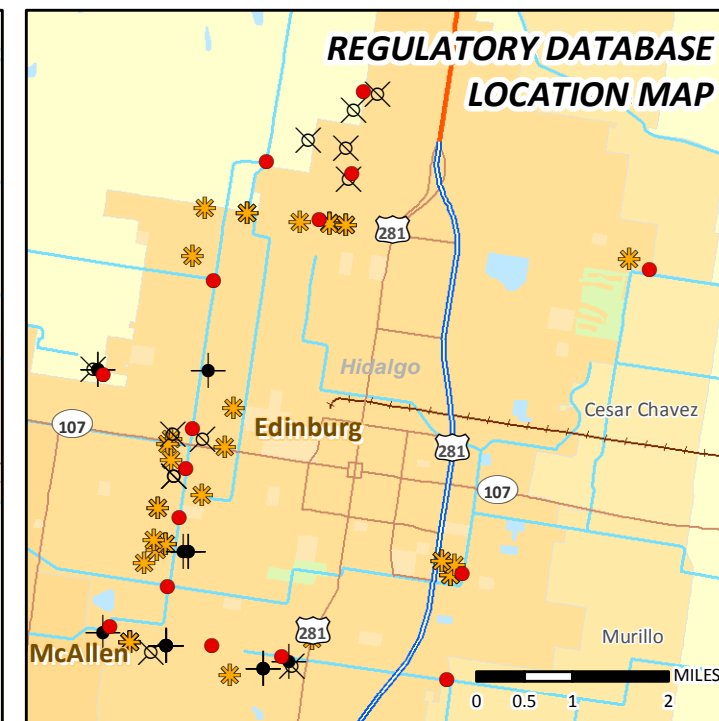 REGULATORY DATABASE
LOCATION MAP
281
Hidalgo
Cesar Chavez
107
Edinburg
281
107
281
Murillo
McAllen
MILES
0 0.5 1 2